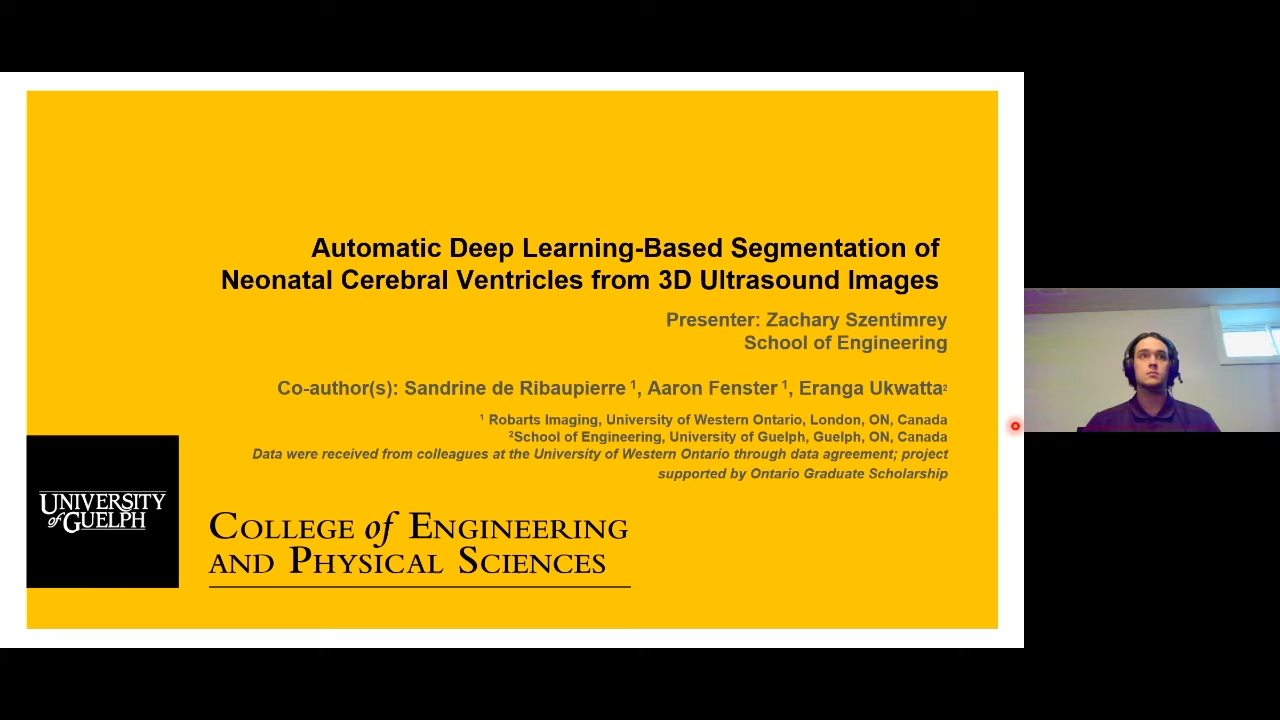 Automatic Deep Learning-Based Segmentation of
Neonatal Cerebral Ventricles from 3D Ultrasound Images
Presenter: Zachary Szentimrey
School of Engineering
Co-author(s): Sandrine de Ribaupierre ¹, Aaron Fenster ¹, Eranga Ukwatta²
¹ Robarts Imaging, University of Western Ontario, London, ON, Canada
²School of Engineering, University of Guelph, Guelph, ON, Canada
Data were received from colleagues at the University of Western Ontario through data agreement; project
supported by Ontario Graduate Scholarship
UNIVERSITY
of GUELPH
COLLEGE of ENGINEERING
AND PHYSICAL SCIENCES